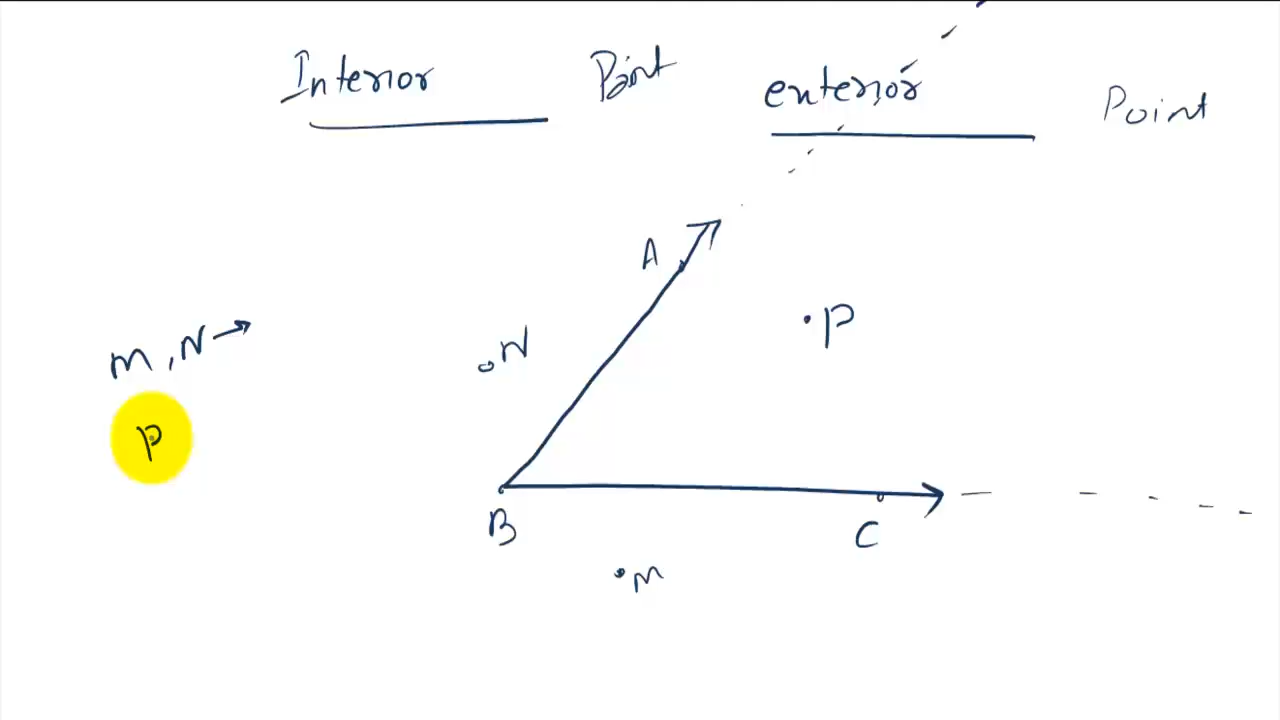 Interior Point exterior Point
A
.P
.N
m, N →
P
B
C
.m